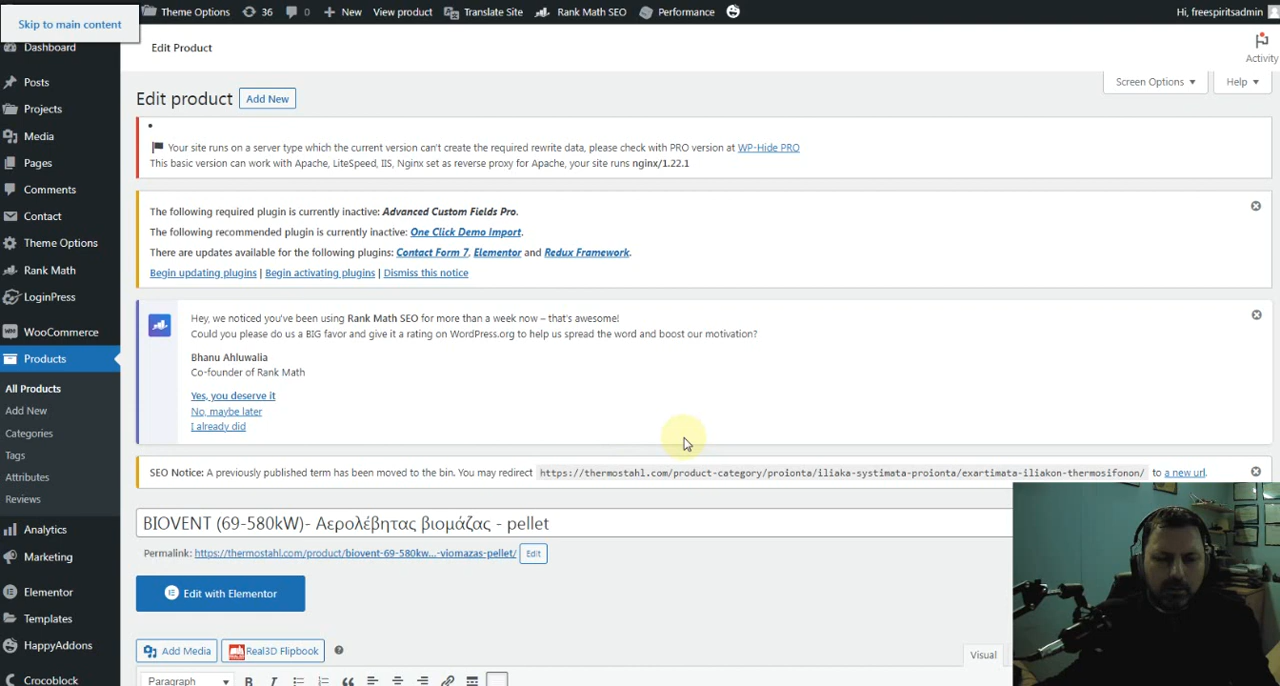 Skip to main content
Theme Options
36
0
New
View product
Translate Site
Rank Math SEO
Performance
Hi, freespiritsadmin
Dashboard
Posts
Projects
Media
Pages
Comments
Contact
Theme Options
Rank Math
LoginPress
WooCommerce
Products
All Products
Add New
Categories
Tags
Attributes
Reviews
Analytics
Marketing
Elementor
Templates
HappyAddons
Crocoblock
Edit Product
Activity
Screen Options
Help
Edit product
Add New
Your site runs on a server type which the current version can't create the required rewrite data, please check with PRO version at WP-Hide PRO
This basic version can work with Apache, LiteSpeed, IIS, Nginx set as reverse proxy for Apache, your site runs nginx/1.22.1
The following required plugin is currently inactive: Advanced Custom Fields Pro.
The following recommended plugin is currently inactive: One Click Demo Import.
There are updates available for the following plugins: Contact Form 7, Elementor and Redux Framework.
Begin updating plugins | Begin activating plugins | Dismiss this notice
Hey, we noticed you've been using Rank Math SEO for more than a week now – that's awesome!
Could you please do us a BIG favor and give it a rating on WordPress.org to help us spread the word and boost our motivation?
Bhanu Ahluwalia
Co-founder of Rank Math
Yes, you deserve it
No, maybe later
I already did
SEO Notice: A previously published term has been moved to the bin. You may redirect https://thermostahl.com/product-category/proionta/iliaka-systimata-proionta/exartimata-iliakon-thermosifonon/ to a new url.
BIOVENT (69-580kW)- Αερολέβητας βιομάζας - pellet
Permalink: https://thermostahl.com/product/biovent-69-580kw...-viomazas-pellet/ Edit
Edit with Elementor
Add Media
Real3D Flipbook
Visual
Paragraph
B
I